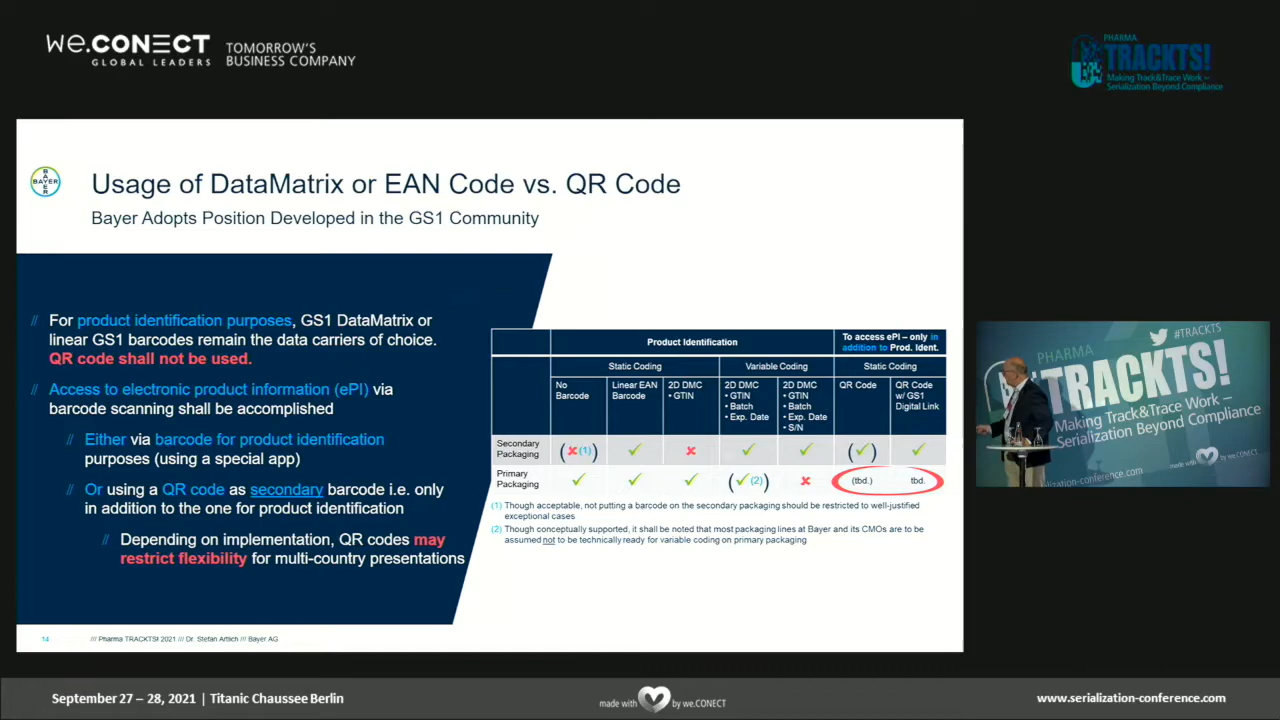 we.CONECT
GLOBAL LEADERS
TOMORROW'S
BUSINESS COMPANY
PHARMA
TRACKTS!
Making Track&Trace Work –
Serialization Beyond Compliance
BAYER
BAYER
Usage of DataMatrix or EAN Code vs. QR Code
Bayer Adopts Position Developed in the GS1 Community
// For product identification purposes, GS1 DataMatrix or
linear GS1 barcodes remain the data carriers of choice.
QR code shall not be used.
// Access to electronic product information (ePI) via
barcode scanning shall be accomplished
// Either via barcode for product identification
purposes (using a special app)
// Or using a QR code as secondary barcode i.e. only
in addition to the one for product identification
// Depending on implementation, QR codes may
restrict flexibility for multi-country presentations
Product Identification
To access ePI – only in
addition to Prod. Ident.
Static Coding
Variable Coding
Static Coding
No
Barcode
Linear EAN
Barcode
2D DMC
• GTIN
2D DMC
• GTIN
• Batch
• Exp. Date
2D DMC
• GTIN
• Batch
• Exp. Date
• S/N
QR Code
QR Code
w/ GS1
Digital Link
Secondary
Packaging
(✗(1)) ✓ ✗ ✓ ✓ (✓) ✓
Primary
Packaging
✓ ✓ ✓ (✓(2)) ✗ (tbd.) tbd.
(1) Though acceptable, not putting a barcode on the secondary packaging should be restricted to well-justified
exceptional cases
(2) Though conceptually supported, it shall be noted that most packaging lines at Bayer and its CMOs are to be
assumed not to be technically ready for variable coding on primary packaging
14
/// Pharma TRACKTS! 2021 /// Dr. Stefan Artlich /// Bayer AG
#TRACKTS
PHARMA
TRACKTS!
Making Track&Trace Work –
Serialization Beyond Compliance
made with by we.CONECT
serialization-conference.com
September 27 – 28, 2021 | Titanic Chaussee Berlin
made with by we.CONECT
www.serialization-conference.com